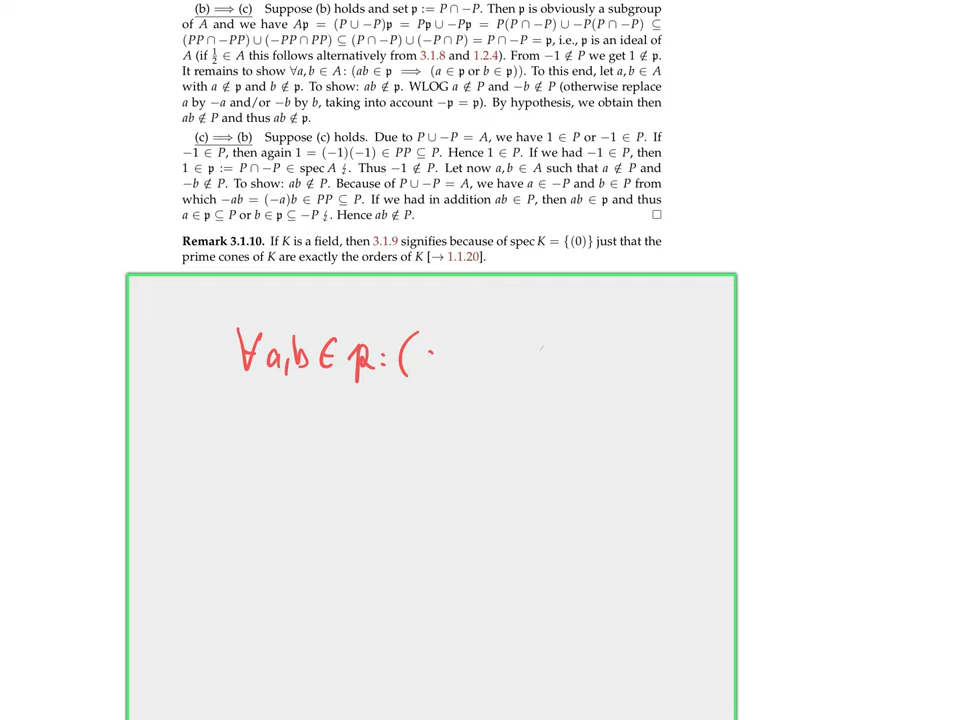 (b) ⟹ (c) Suppose (b) holds and set 𝔭 := P ∩ −P. Then 𝔭 is obviously a subgroup
of A and we have A𝔭 = (P ∪ −P)𝔭 = P𝔭 ∪ −P𝔭 = P(P ∩ −P) ∪ −P(P ∩ −P) ⊆
(PP ∩ −PP) ∪ (−PP ∩ PP) ⊆ (P ∩ −P) ∪ (−P ∩ P) = P ∩ −P = 𝔭, i.e., 𝔭 is an ideal of
A (if ½ ∈ A this follows alternatively from 3.1.8 and 1.2.4). From −1 ∉ P we get 1 ∉ 𝔭.
It remains to show ∀a, b ∈ A : (ab ∈ 𝔭 ⟹ (a ∈ 𝔭 or b ∈ 𝔭)). To this end, let a, b ∈ A
with a ∉ 𝔭 and b ∉ 𝔭. To show: ab ∉ 𝔭. WLOG a ∉ P and −b ∉ P (otherwise replace
a by −a and/or −b by b, taking into account −𝔭 = 𝔭). By hypothesis, we obtain then
ab ∉ P and thus ab ∉ 𝔭.
(c) ⟹ (b) Suppose (c) holds. Due to P ∪ −P = A, we have 1 ∈ P or −1 ∈ P. If
−1 ∈ P, then again 1 = (−1)(−1) ∈ PP ⊆ P. Hence 1 ∈ P. If we had −1 ∈ P, then
1 ∈ 𝔭 := P ∩ −P ∈ spec A ↯. Thus −1 ∉ P. Let now a, b ∈ A such that a ∉ P and
−b ∉ P. To show: ab ∉ P. Because of P ∪ −P = A, we have a ∈ −P and b ∈ P from
which −ab = (−a)b ∈ PP ⊆ P. If we had in addition ab ∈ P, then ab ∈ 𝔭 and thus
a ∈ 𝔭 ⊆ P or b ∈ 𝔭 ⊆ −P ↯. Hence ab ∉ P. □
Remark 3.1.10. If K is a field, then 3.1.9 signifies because of spec K = {(0)} just that the
prime cones of K are exactly the orders of K [→ 1.1.20].
∀ a, b ∈ 𝔭 : (